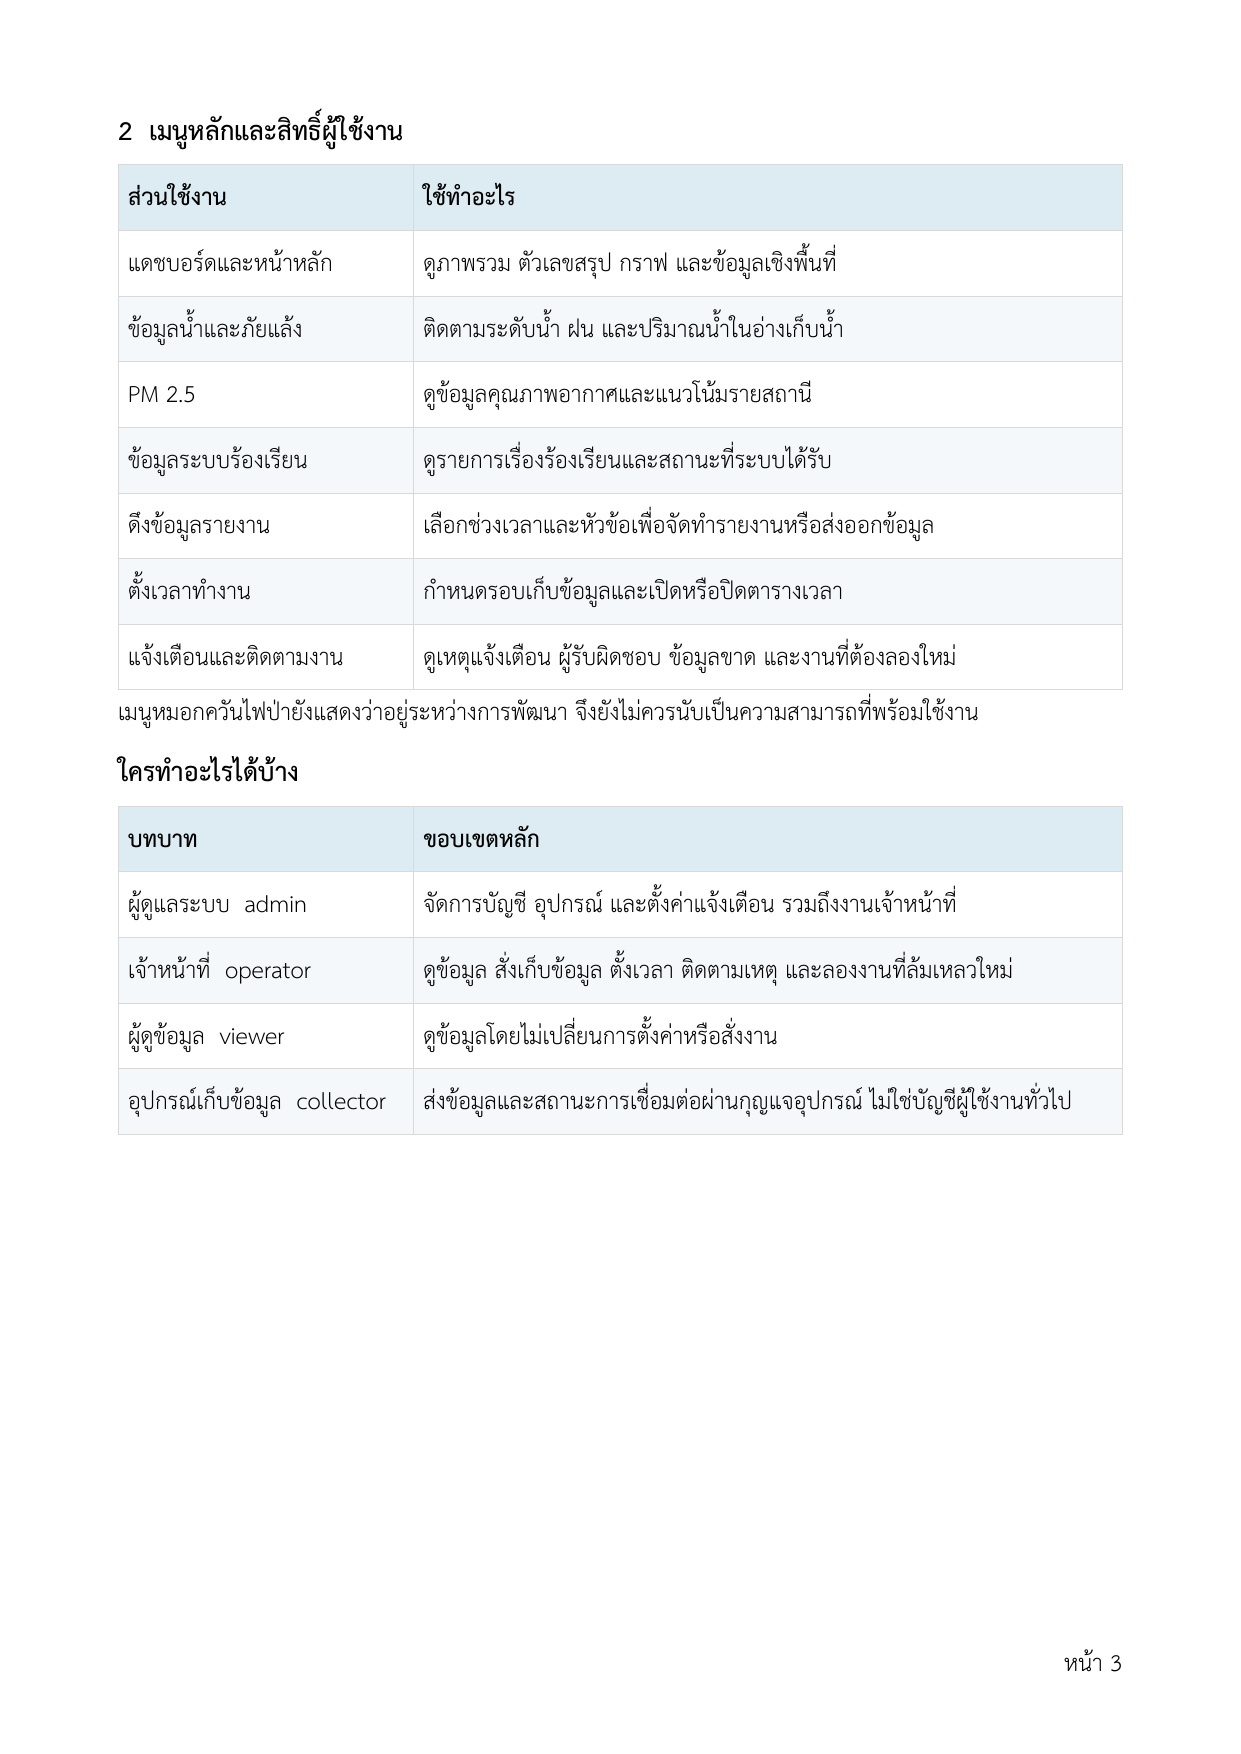 2 เมนูหลักและสิทธิ์ผู้ใช้งาน
ส่วนใช้งาน ใช้ทำอะไร
แดชบอร์ดและหน้าหลัก ดูภาพรวม ตัวเลขสรุป กราฟ และข้อมูลเชิงพื้นที่
ข้อมูลน้ำและภัยแล้ง ติดตามระดับน้ำ ฝน และปริมาณน้ำในอ่างเก็บน้ำ
PM 2.5 ดูข้อมูลคุณภาพอากาศและแนวโน้มรายสถานี
ข้อมูลระบบร้องเรียน ดูรายการเรื่องร้องเรียนและสถานะที่ระบบได้รับ
ดึงข้อมูลรายงาน เลือกช่วงเวลาและหัวข้อเพื่อจัดทำรายงานหรือส่งออกข้อมูล
ตั้งเวลาทำงาน กำหนดรอบเก็บข้อมูลและเปิดหรือปิดตารางเวลา
แจ้งเตือนและติดตามงาน ดูเหตุแจ้งเตือน ผู้รับผิดชอบ ข้อมูลขาด และงานที่ต้องลองใหม่
เมนูหมอกควันไฟป่ายังแสดงว่าอยู่ระหว่างการพัฒนา จึงยังไม่ควรนับเป็นความสามารถที่พร้อมใช้งาน
ใครทำอะไรได้บ้าง
บทบาท ขอบเขตหลัก
ผู้ดูแลระบบ admin จัดการบัญชี อุปกรณ์ และตั้งค่าแจ้งเตือน รวมถึงงานเจ้าหน้าที่
เจ้าหน้าที่ operator ดูข้อมูล สั่งเก็บข้อมูล ตั้งเวลา ติดตามเหตุ และลองงานที่ล้มเหลวใหม่
ผู้ดูข้อมูล viewer ดูข้อมูลโดยไม่เปลี่ยนการตั้งค่าหรือสั่งงาน
อุปกรณ์เก็บข้อมูล collector ส่งข้อมูลและสถานะการเชื่อมต่อผ่านกุญแจอุปกรณ์ ไม่ใช่บัญชีผู้ใช้งานทั่วไป
หน้า 3